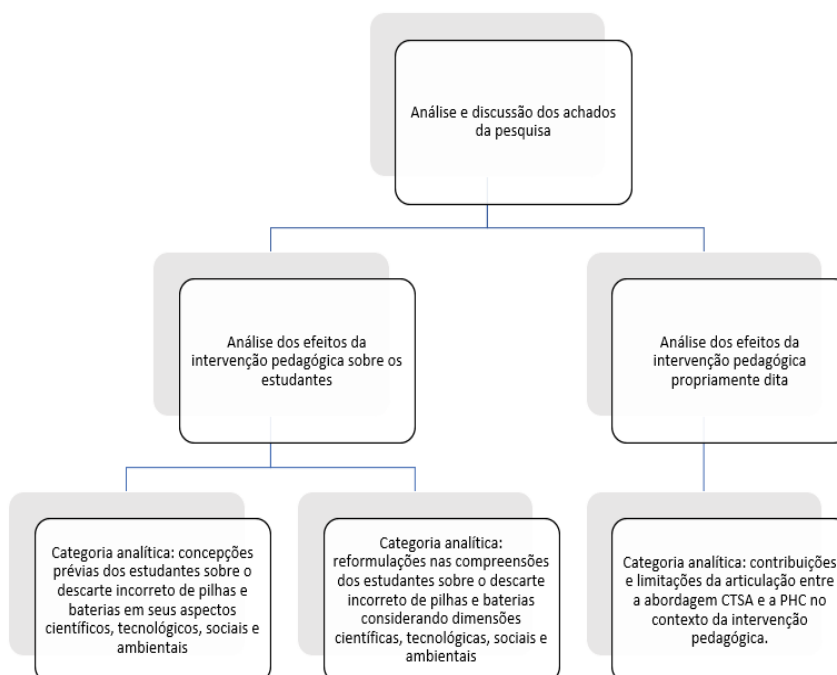 Análise e discussão dos achados
da pesquisa
Análise dos efeitos da
intervenção pedagógica sobre os
estudantes
Análise dos efeitos da
intervenção pedagógica
propriamente dita
Categoria analítica: concepções
prévias dos estudantes sobre o
descarte incorreto de pilhas e
baterias em seus aspectos
científicos, tecnológicos, sociais e
ambientais
Categoria analítica:
reformulações nas compreensões
dos estudantes sobre o descarte
incorreto de pilhas e baterias
considerando dimensões
científicas, tecnológicas, sociais e
ambientais
Categoria analítica: contribuições
e limitações da articulação entre
a abordagem CTSA e a PHC no
contexto da intervenção
pedagógica.